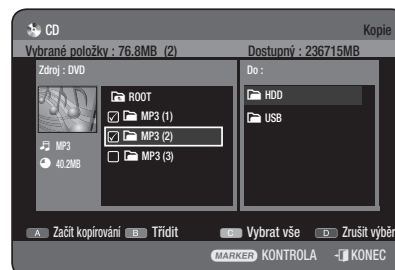 CD Kopie
Vybrané položky : 76.8MB (2) Dostupný : 236715MB
Zdroj : DVD
Do :
ROOT
MP3 (1)
MP3 (2)
MP3 (3)
MP3
40.2MB
HDD
USB
A Začít kopírování B Třídit C Vybrat vše D Zrušit výběr
MARKER KONTROLA KONEC